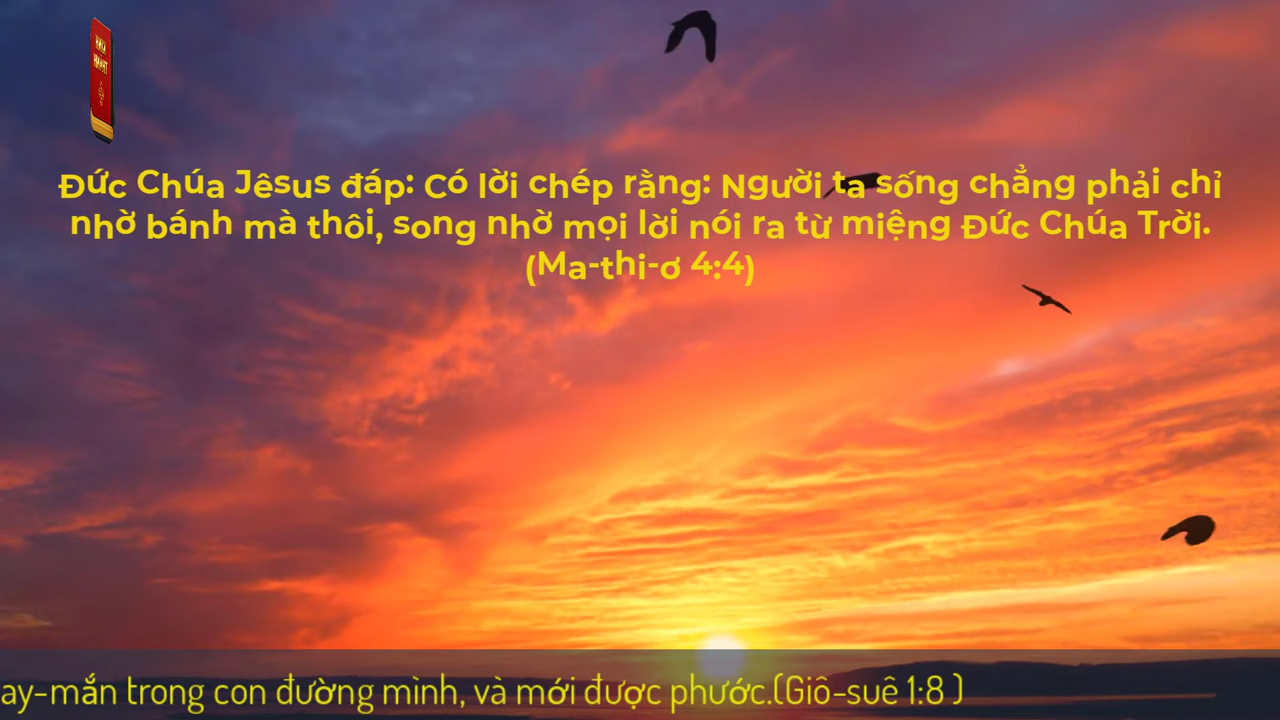 KINH
THÁNH
Đức Chúa Jêsus đáp: Có lời chép rằng: Người ta sống chẳng phải chỉ
nhờ bánh mà thôi, song nhờ mọi lời nói ra từ miệng Đức Chúa Trời.
(Ma-thi-ơ 4:4)
ay-mắn trong con đường mình, và mới được phước.(Giô-suê 1:8 )